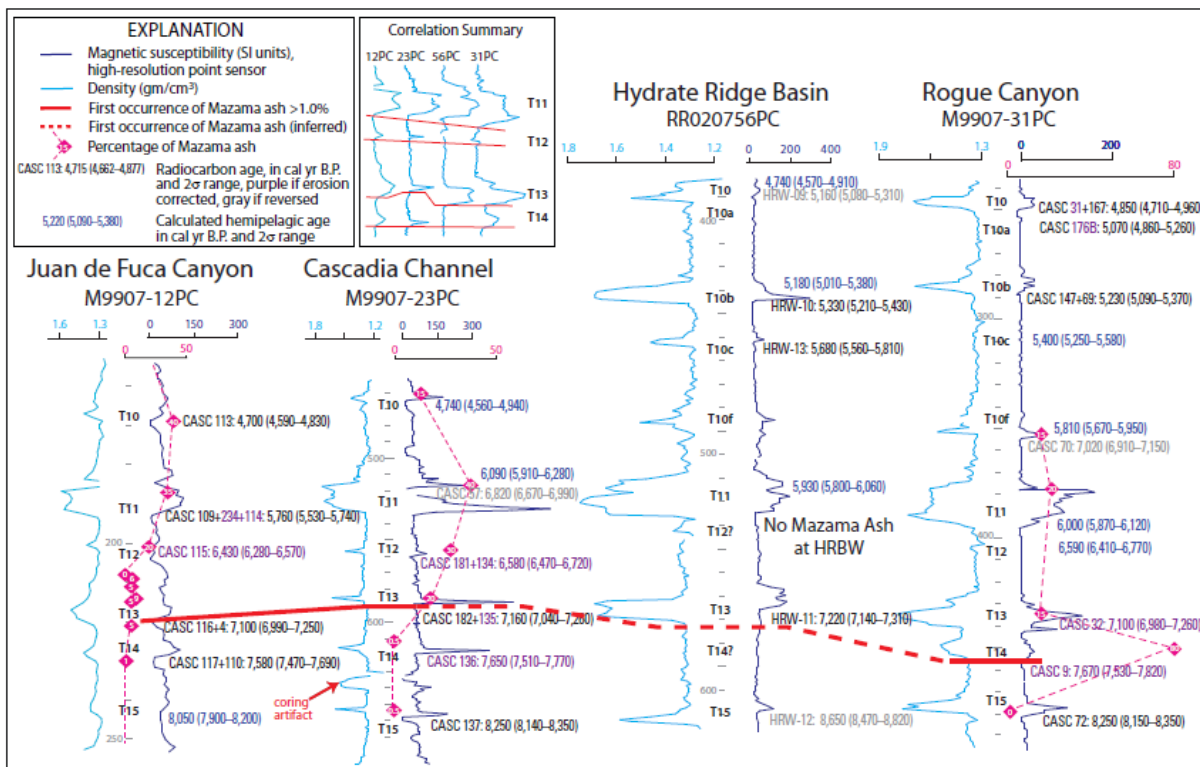 EXPLANATION
Magnetic susceptibility (SI units),
high-resolution point sensor
Density (gm/cm³)
First occurrence of Mazama ash >1.0%
First occurrence of Mazama ash (inferred)
Percentage of Mazama ash
CASC 113: 4,715 (4,662–4,877)
Radiocarbon age, in cal yr B.P.
and 2σ range, purple if erosion
corrected, gray if reversed
5,220 (5,090–5,380)
Calculated hemipelagic age
in cal yr B.P. and 2σ range
Correlation Summary
12PC 23PC 56PC 31PC
T11
T12
T13
T14
Juan de Fuca Canyon
M9907-12PC
1.6 1.3 0 150 300
0 50
T10
CASC 113: 4,700 (4,590–4,830)
T11
CASC 109+234+114: 5,760 (5,530–5,740)
200
T12
CASC 115: 6,430 (6,280–6,570)
T13
CASC 116+4: 7,100 (6,990–7,250)
T14
CASC 117+110: 7,580 (7,470–7,690)
T15
8,050 (7,900–8,200)
250
Cascadia Channel
M9907-23PC
1.8 1.2 0 150 300
0 50
T10
4,740 (4,560–4,940)
500
6,090 (5,910–6,280)
CASC 37: 6,820 (6,670–6,990)
T11
T12
CASC 181+134: 6,580 (6,470–6,720)
T13
600
CASC 182+135: 7,160 (7,040–7,260)
T14
CASC 136: 7,650 (7,510–7,770)
coring
artifact
T15
CASC 137: 8,250 (8,140–8,350)
Hydrate Ridge Basin
RR020756PC
1.8 1.6 1.4 1.2 0 200 400
T10
4,740 (4,570–4,910)
HRW-09: 5,160 (5,080–5,310)
T10a
400
5,180 (5,010–5,380)
T10b
HRW-10: 5,330 (5,210–5,430)
T10c
HRW-13: 5,680 (5,560–5,810)
T10f
500
5,930 (5,800–6,060)
T11
T12?
No Mazama Ash
at HRBW
T13
HRW-11: 7,220 (7,140–7,310)
T14?
600
T15
HRW-12: 8,650 (8,470–8,820)
Rogue Canyon
M9907-31PC
1.9 1.3 0 200
0 80
T10
CASC 31+167: 4,850 (4,710–4,960
T10a
CASC 176B: 5,070 (4,860–5,260)
T10b
CASC 147+69: 5,230 (5,090–5,370)
300
T10c
5,400 (5,250–5,580)
T10f
5,810 (5,670–5,950)
CASC 70: 7,020 (6,910–7,150)
T11
6,000 (5,870–6,120)
400
T12
6,590 (6,410–6,770)
T13
CASC 32: 7,100 (6,980–7,260)
T14
CASC 9: 7,670 (7,530–7,820)
T15
CASC 72: 8,250 (8,150–8,350)